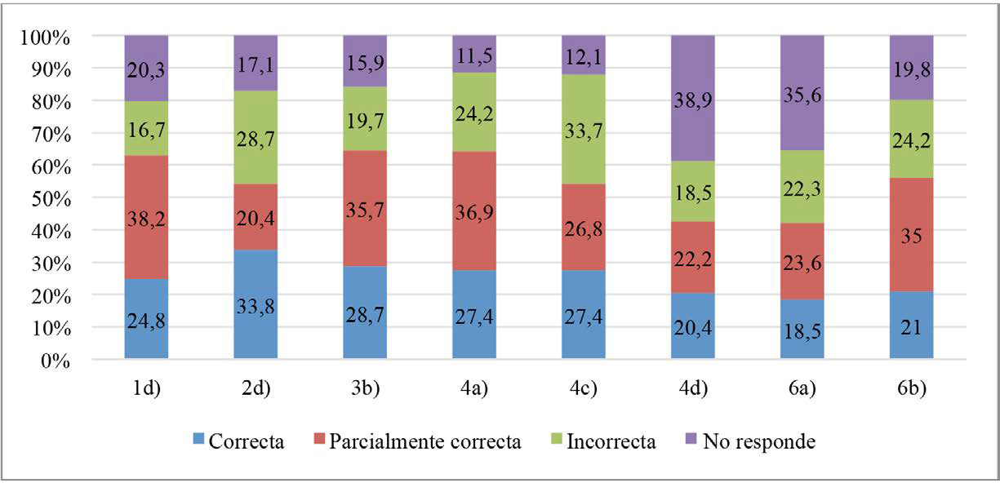 100%
90%
80%
70%
60%
50%
40%
30%
20%
10%
0%
20,3 17,1 15,9 11,5 12,1 38,9 35,6 19,8
16,7 28,7 19,7 24,2 33,7 18,5 22,3 24,2
38,2 20,4 35,7 36,9 26,8 22,2 23,6 35
24,8 33,8 28,7 27,4 27,4 20,4 18,5 21
1d) 2d) 3b) 4a) 4c) 4d) 6a) 6b)
Correcta Parcialmente correcta Incorrecta No responde